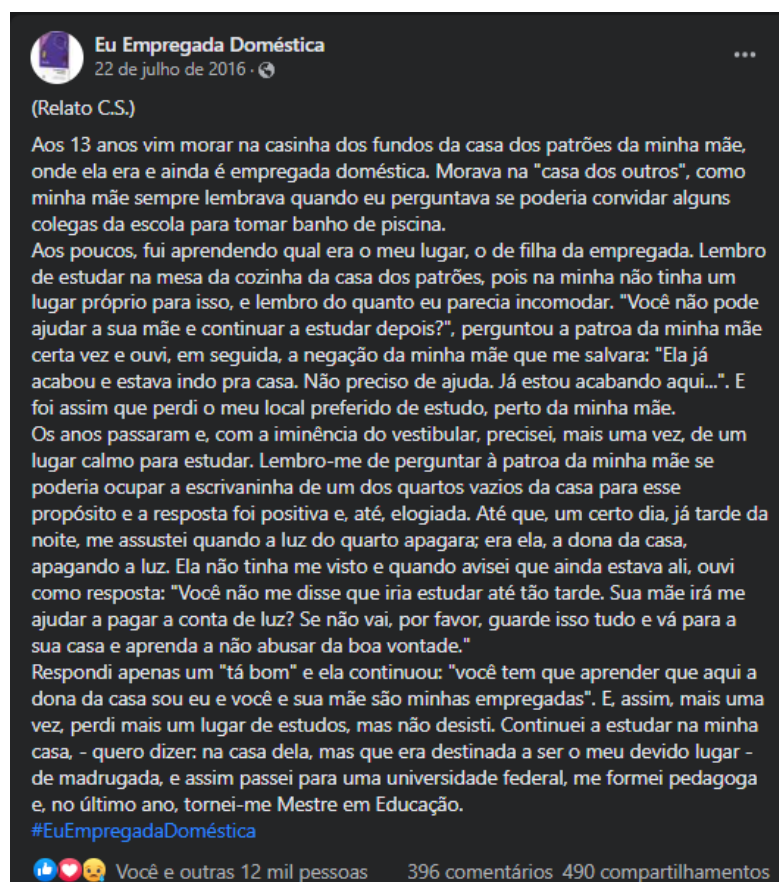 Eu Empregada Doméstica
22 de julho de 2016 ·
(Relato C.S.)
Aos 13 anos vim morar na casinha dos fundos da casa dos patrões da minha mãe,
onde ela era e ainda é empregada doméstica. Morava na "casa dos outros", como
minha mãe sempre lembrava quando eu perguntava se poderia convidar alguns
colegas da escola para tomar banho de piscina.
Aos poucos, fui aprendendo qual era o meu lugar, o de filha da empregada. Lembro
de estudar na mesa da cozinha da casa dos patrões, pois na minha não tinha um
lugar próprio para isso, e lembro do quanto eu parecia incomodar. "Você não pode
ajudar a sua mãe e continuar a estudar depois?", perguntou a patroa da minha mãe
certa vez e ouvi, em seguida, a negação da minha mãe que me salvara: "Ela já
acabou e estava indo pra casa. Não preciso de ajuda. Já estou acabando aqui...". E
foi assim que perdi o meu local preferido de estudo, perto da minha mãe.
Os anos passaram e, com a iminência do vestibular, precisei, mais uma vez, de um
lugar calmo para estudar. Lembro-me de perguntar à patroa da minha mãe se
poderia ocupar a escrivaninha de um dos quartos vazios da casa para esse
propósito e a resposta foi positiva e, até, elogiada. Até que, um certo dia, já tarde da
noite, me assustei quando a luz do quarto apagara; era ela, a dona da casa,
apagando a luz. Ela não tinha me visto e quando avisei que ainda estava ali, ouvi
como resposta: "Você não me disse que iria estudar até tão tarde. Sua mãe irá me
ajudar a pagar a conta de luz? Se não vai, por favor, guarde isso tudo e vá para a
sua casa e aprenda a não abusar da boa vontade."
Respondi apenas um "tá bom" e ela continuou: "você tem que aprender que aqui a
dona da casa sou eu e você e sua mãe são minhas empregadas". E, assim, mais uma
vez, perdi mais um lugar de estudos, mas não desisti. Continuei a estudar na minha
casa, - quero dizer: na casa dela, mas que era destinada a ser o meu devido lugar -
de madrugada, e assim passei para uma universidade federal, me formei pedagoga
e, no último ano, tornei-me Mestre em Educação.
#EuEmpregadaDoméstica
Você e outras 12 mil pessoas 396 comentários 490 compartilhamentos